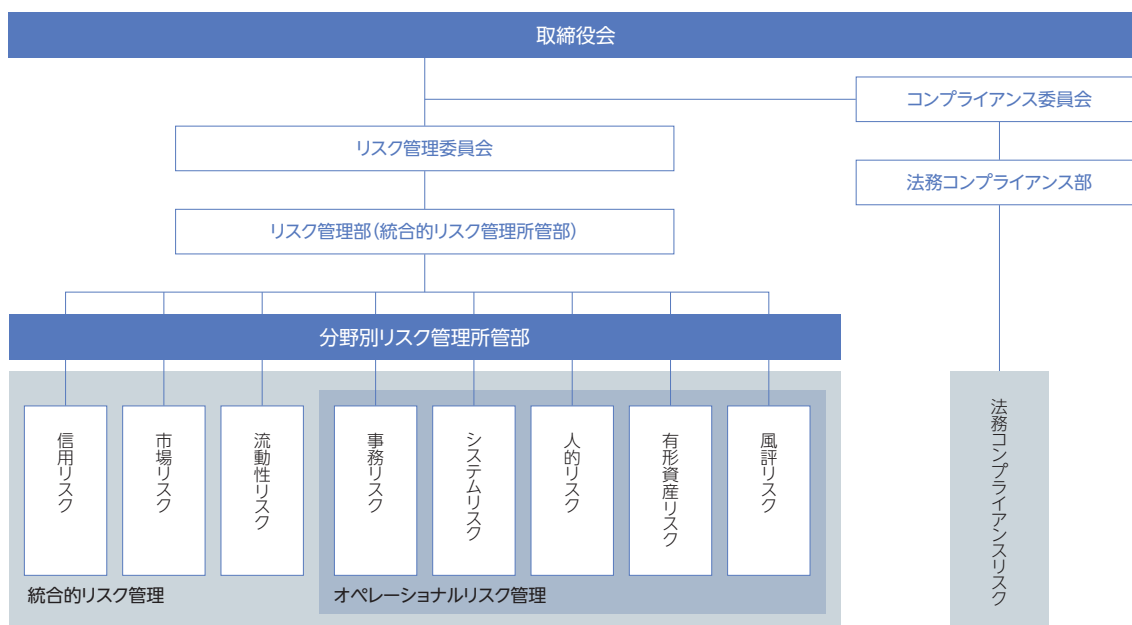 取締役会
コンプライアンス委員会
リスク管理委員会
法務コンプライアンス部
リスク管理部(統合的リスク管理所管部)
分野別リスク管理所管部
信用リスク
市場リスク
流動性リスク
事務リスク
システムリスク
人的リスク
有形資産リスク
風評リスク
法務コンプライアンスリスク
統合的リスク管理
オペレーショナルリスク管理